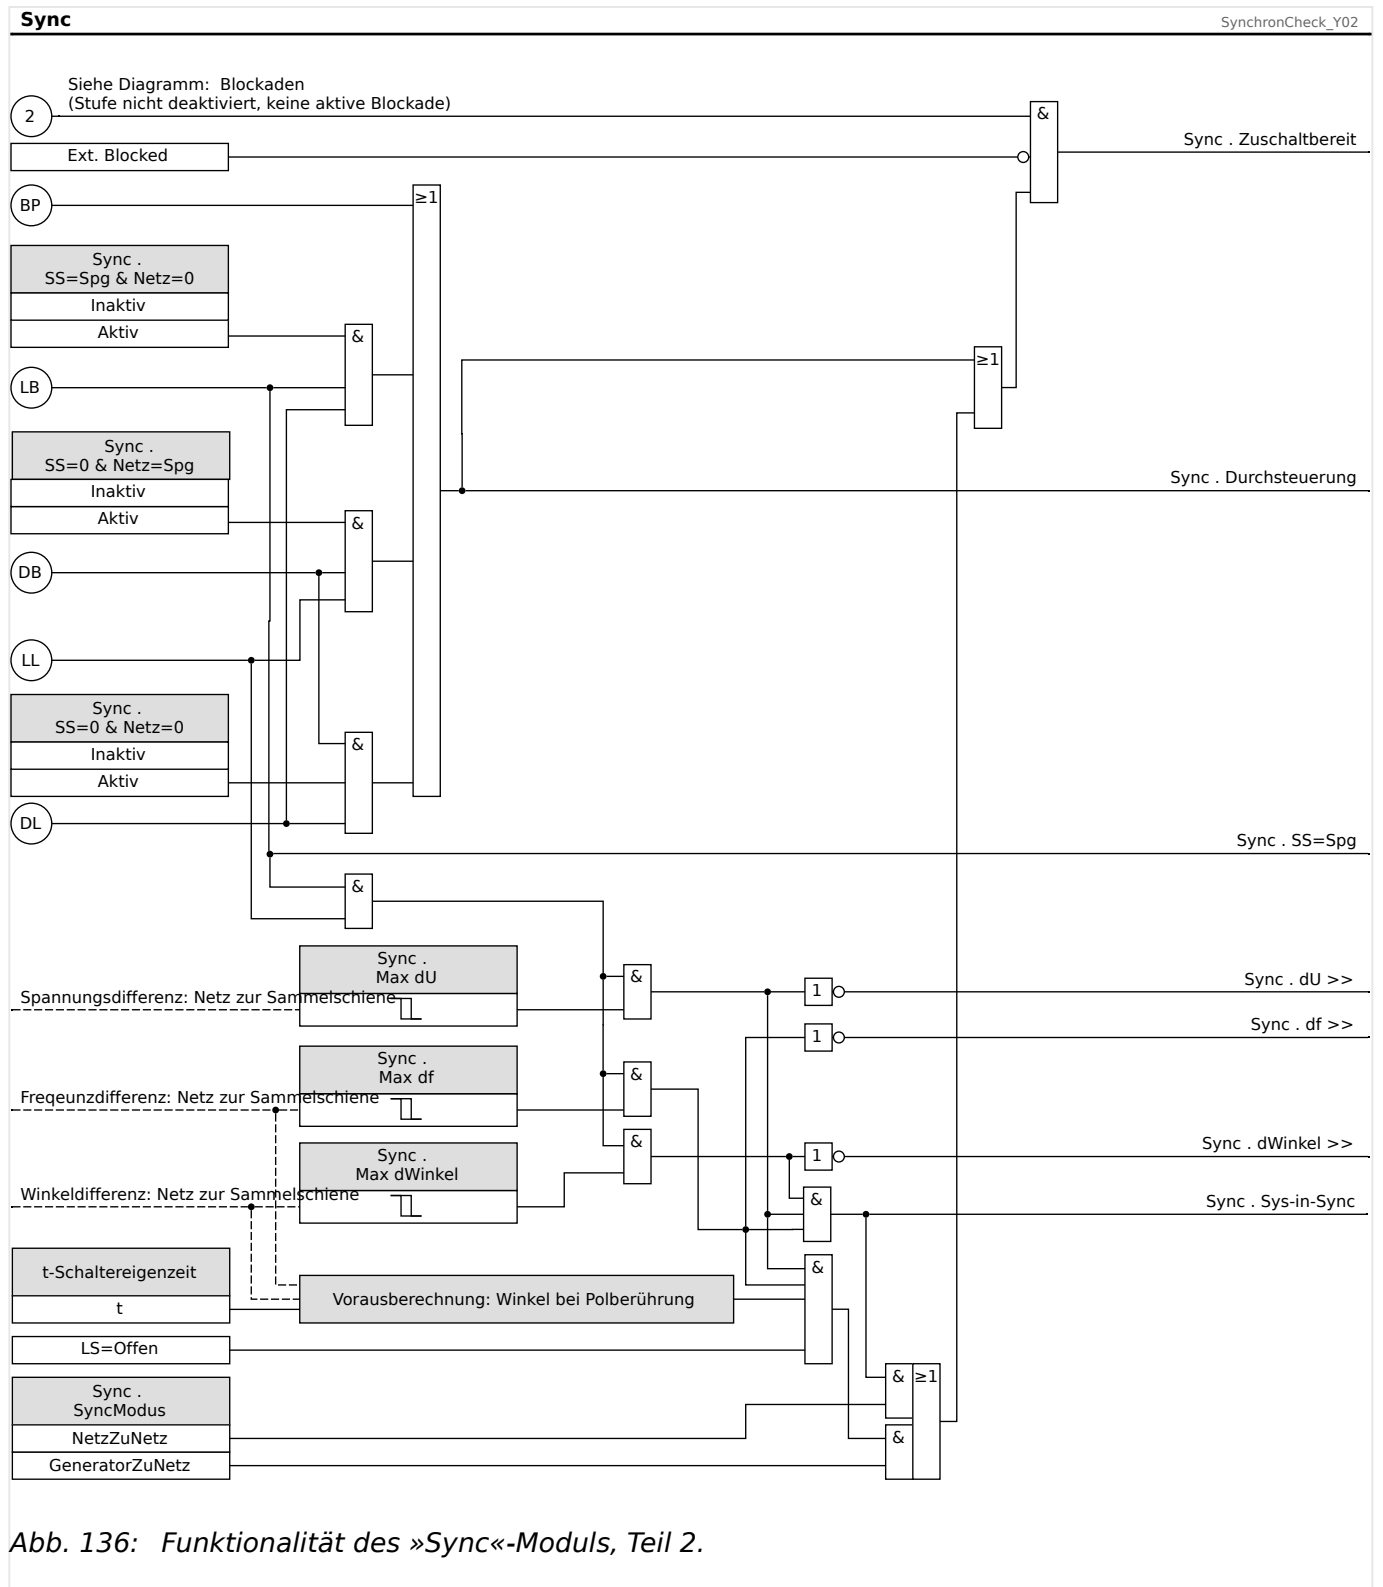 Sync
SynchronCheck_Y02
Siehe Diagramm: Blockaden
(Stufe nicht deaktiviert, keine aktive Blockade)
2
&
Sync . Zuschaltbereit
Ext. Blocked
BP
≥1
Sync .
SS=Spg & Netz=0
Inaktiv
Aktiv
&
≥1
LB
Sync .
SS=0 & Netz=Spg
Inaktiv
Aktiv
&
Sync . Durchsteuerung
DB
LL
Sync .
SS=0 & Netz=0
Inaktiv
Aktiv
&
DL
Sync . SS=Spg
&
Sync .
Max dU
Spannungsdifferenz: Netz zur Sammelschiene
&
1
Sync . dU >>
1
Sync . df >>
Sync .
Max df
Freqeunzdifferenz: Netz zur Sammelschiene
&
Sync .
Max dWinkel
Winkeldifferenz: Netz zur Sammelschiene
&
1
Sync . dWinkel >>
&
Sync . Sys-in-Sync
t-Schaltereigenzeit
t
Vorausberechnung: Winkel bei Polberührung
&
LS=Offen
Sync .
SyncModus
NetzZuNetz
GeneratorZuNetz
&
≥1
&
Abb. 136: Funktionalität des »Sync«-Moduls, Teil 2.